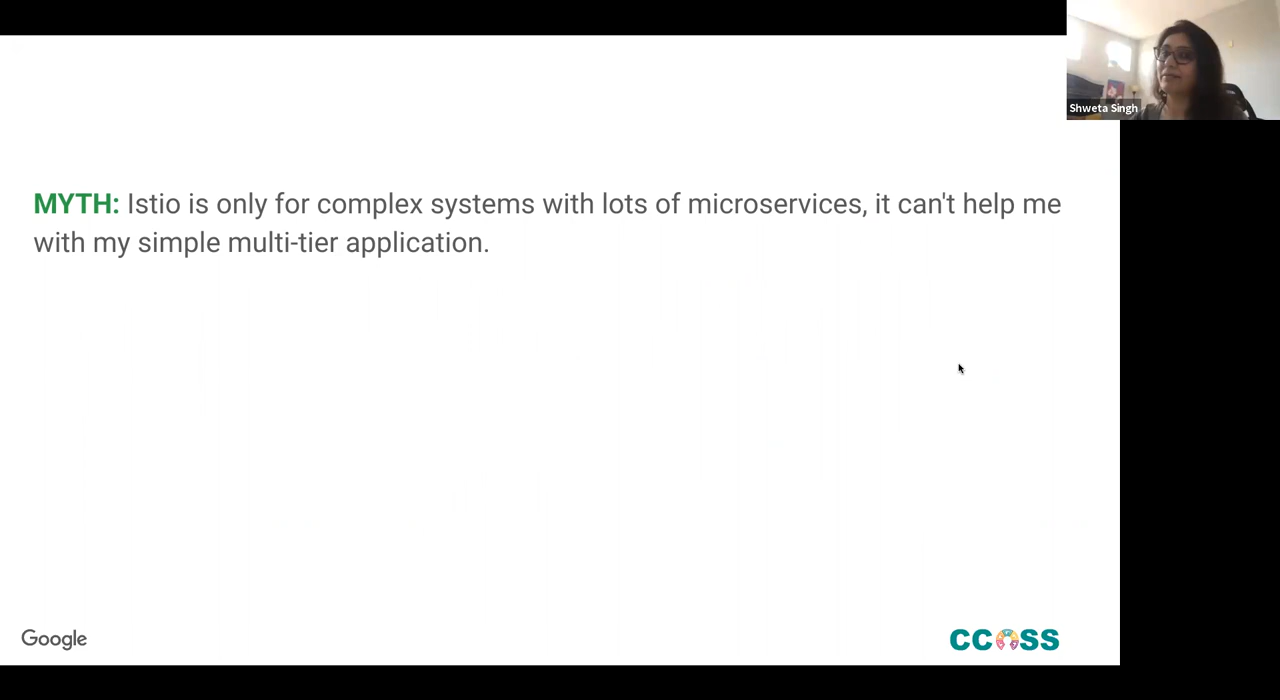 Shweta Singh
MYTH: Istio is only for complex systems with lots of microservices, it can't help me
with my simple multi-tier application.
Google
CCOSS